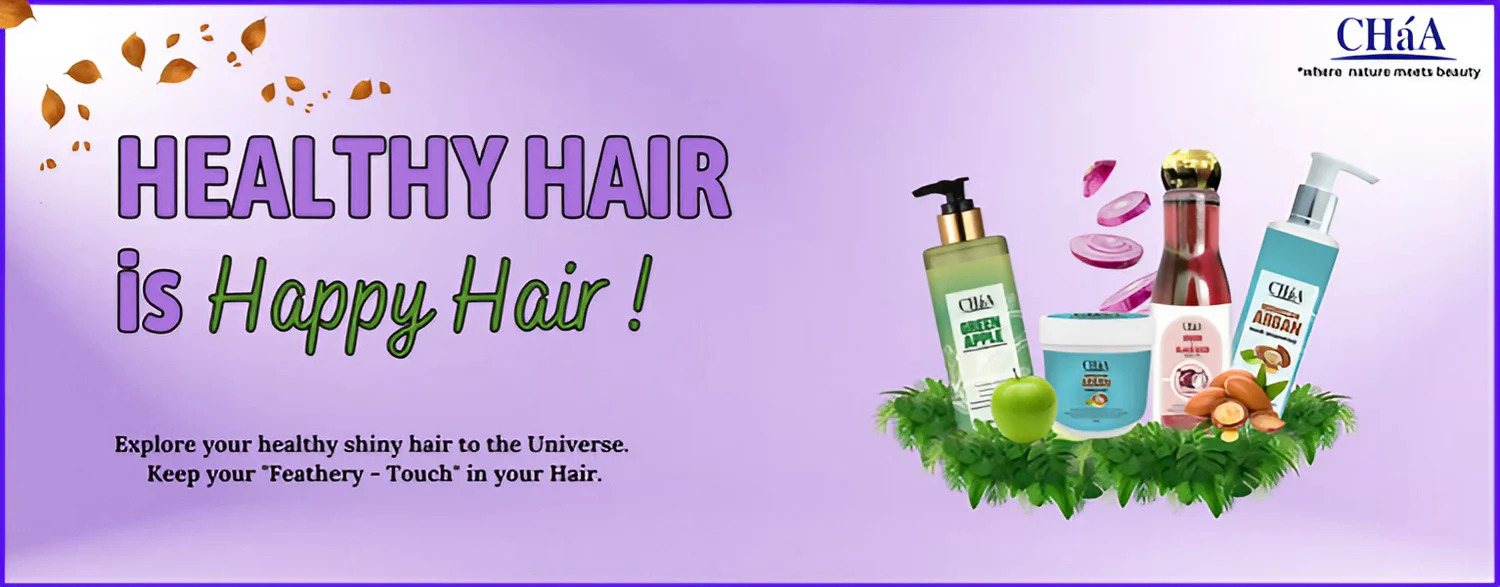 CHáA
"where nature meets beauty
HEALTHY HAIR
is Happy Hair !
Explore your healthy shiny hair to the Universe.
Keep your "Feathery - Touch" in your Hair.
CHáA
GREEN
APPLE
CHáA
ARGAN
CHáA
CHáA
ARGAN